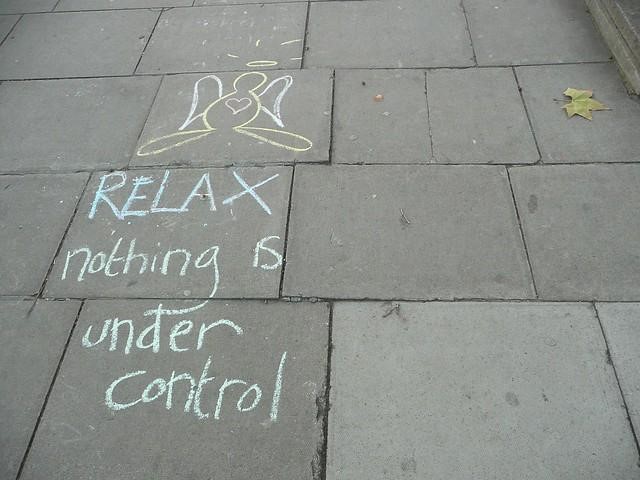 RELAX
nothing is
under
control